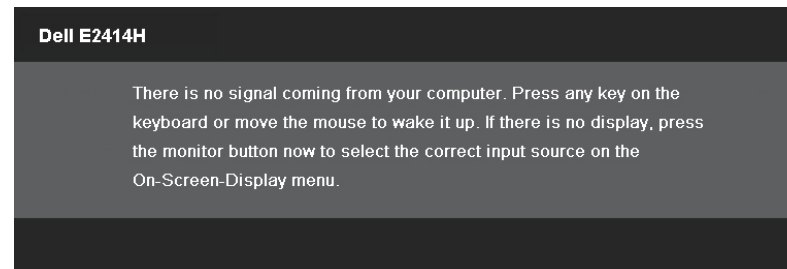 Dell E2414H
There is no signal coming from your computer. Press any key on the
keyboard or move the mouse to wake it up. If there is no display, press
the monitor button now to select the correct input source on the
On-Screen-Display menu.